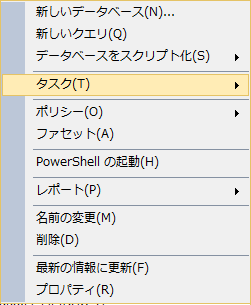 新しいデータベース(N)...
新しいクエリ(Q)
データベースをスクリプト化(S)
タスク(T)
ポリシー(O)
ファセット(A)
PowerShell の起動(H)
レポート(P)
名前の変更(M)
削除(D)
最新の情報に更新(F)
プロパティ(R)